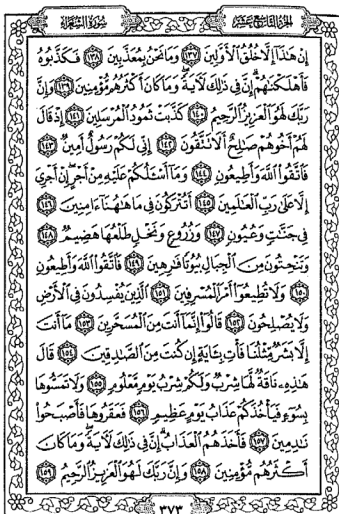 الجزء التاسع عشر سورة الشعراء
إِنْ هَٰذَا إِلَّا خُلُقُ الْأَوَّلِينَ ١٣٧ وَمَا نَحْنُ بِمُعَذَّبِينَ ١٣٨ فَكَذَّبُوهُ
فَأَهْلَكْنَاهُمْ إِنَّ فِي ذَٰلِكَ لَآيَةً وَمَا كَانَ أَكْثَرُهُم مُّؤْمِنِينَ ١٣٩ وَإِنَّ
رَبَّكَ لَهُوَ الْعَزِيزُ الرَّحِيمُ ١٤٠ كَذَّبَتْ ثَمُودُ الْمُرْسَلِينَ ١٤١ إِذْ قَالَ
لَهُمْ أَخُوهُمْ صَالِحٌ أَلَا تَتَّقُونَ ١٤٢ إِنِّي لَكُمْ رَسُولٌ أَمِينٌ ١٤٣
فَاتَّقُوا اللَّهَ وَأَطِيعُونِ ١٤٤ وَمَا أَسْأَلُكُمْ عَلَيْهِ مِنْ أَجْرٍ إِنْ أَجْرِيَ
إِلَّا عَلَىٰ رَبِّ الْعَالَمِينَ ١٤٥ أَتُتْرَكُونَ فِي مَا هَاهُنَا آمِنِينَ ١٤٦
فِي جَنَّاتٍ وَعُيُونٍ ١٤٧ وَزُرُوعٍ وَنَخْلٍ طَلْعُهَا هَضِيمٌ ١٤٨
وَتَنْحِتُونَ مِنَ الْجِبَالِ بُيُوتًا فَارِهِينَ ١٤٩ فَاتَّقُوا اللَّهَ وَأَطِيعُونِ
١٥٠ وَلَا تُطِيعُوا أَمْرَ الْمُسْرِفِينَ ١٥١ الَّذِينَ يُفْسِدُونَ فِي الْأَرْضِ
وَلَا يُصْلِحُونَ ١٥٢ قَالُوا إِنَّمَا أَنتَ مِنَ الْمُسَحَّرِينَ ١٥٣ مَا أَنتَ
إِلَّا بَشَرٌ مِّثْلُنَا فَأْتِ بِآيَةٍ إِن كُنتَ مِنَ الصَّادِقِينَ ١٥٤ قَالَ
هَٰذِهِ نَاقَةٌ لَّهَا شِرْبٌ وَلَكُمْ شِرْبُ يَوْمٍ مَّعْلُومٍ ١٥٥ وَلَا تَمَسُّوهَا
بِسُوءٍ فَيَأْخُذَكُمْ عَذَابُ يَوْمٍ عَظِيمٍ ١٥٦ فَعَقَرُوهَا فَأَصْبَحُوا
نَادِمِينَ ١٥٧ فَأَخَذَهُمُ الْعَذَابُ إِنَّ فِي ذَٰلِكَ لَآيَةً وَمَا كَانَ
أَكْثَرُهُم مُّؤْمِنِينَ ١٥٨ وَإِنَّ رَبَّكَ لَهُوَ الْعَزِيزُ الرَّحِيمُ ١٥٩
٣٧٣